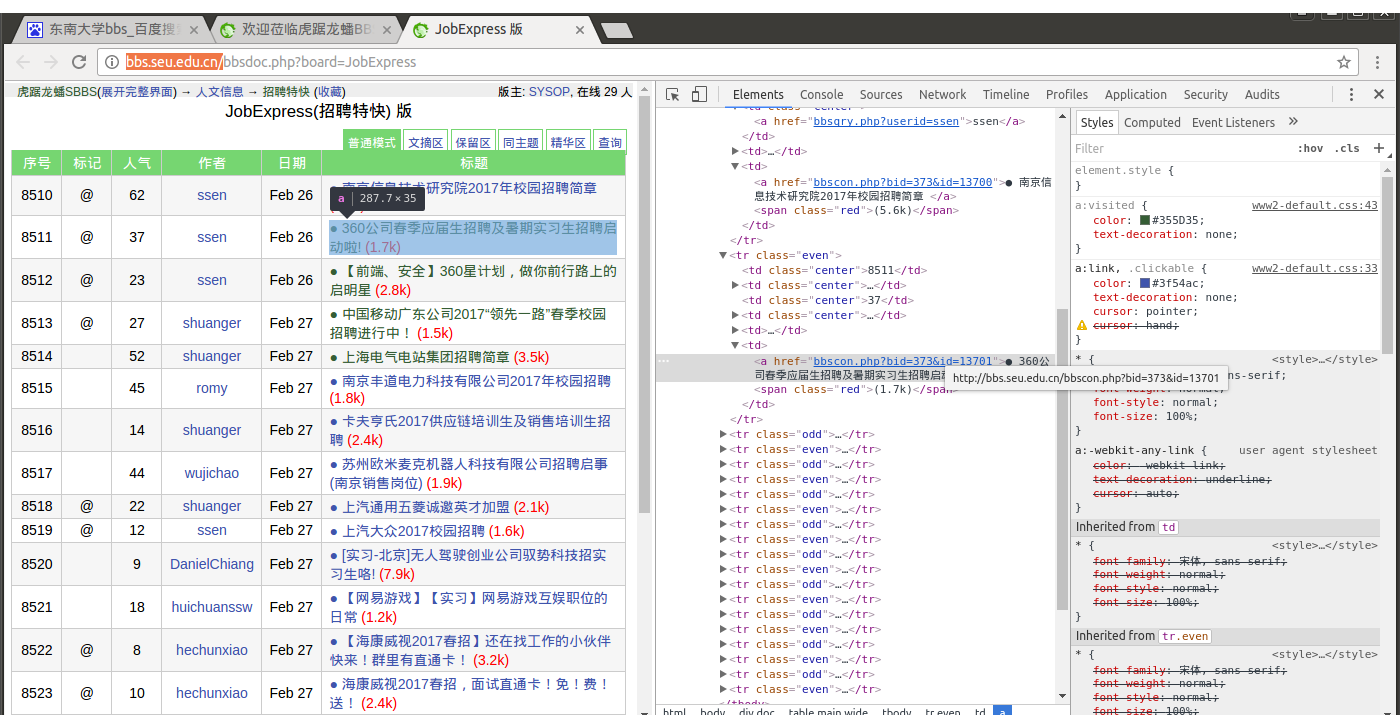 东南大学bbs_百度搜
欢迎莅临虎踞龙蟠BBS
JobExpress 版
bbs.seu.edu.cn/bbsdoc.php?board=JobExpress
虎踞龙蟠SBBS(展开完整界面) → 人文信息 → 招聘特快 (收藏)
版主: SYSOP, 在线 29 人
JobExpress(招聘特快) 版
普通模式 文摘区 保留区 同主题 精华区 查询
序号 标记 人气 作者 日期 标题
8510 @ 62 ssen Feb 26 ● 南京信息技术研究院2017年校园招聘简章
a | 287.7 × 35
8511 @ 37 ssen Feb 26 ● 360公司春季应届生招聘及暑期实习生招聘启
动啦! (1.7k)
8512 @ 23 ssen Feb 26 ● 【前端、安全】360星计划，做你前行路上的
启明星 (2.8k)
8513 @ 27 shuanger Feb 27 ● 中国移动广东公司2017“领先一路”春季校园
招聘进行中！ (1.5k)
8514 52 shuanger Feb 27 ● 上海电气电站集团招聘简章 (3.5k)
8515 45 romy Feb 27 ● 南京丰道电力科技有限公司2017年校园招聘
(1.8k)
8516 14 shuanger Feb 27 ● 卡夫亨氏2017供应链培训生及销售培训生招
聘 (2.4k)
8517 44 wujichao Feb 27 ● 苏州欧米麦克机器人科技有限公司招聘启事
(南京销售岗位) (1.9k)
8518 @ 22 shuanger Feb 27 ● 上汽通用五菱诚邀英才加盟 (2.1k)
8519 @ 12 ssen Feb 27 ● 上汽大众2017校园招聘 (1.6k)
8520 9 DanielChiang Feb 27 ● [实习-北京]无人驾驶创业公司驭势科技招实
习生咯! (7.9k)
8521 18 huichuanssw Feb 27 ● 【网易游戏】【实习】网易游戏互娱职位的
日常 (1.2k)
8522 @ 8 hechunxiao Feb 27 ● 【海康威视2017春招】还在找工作的小伙伴
快来！群里有直通卡！ (3.2k)
8523 @ 10 hechunxiao Feb 27 ● 海康威视2017春招，面试直通卡！免！费！
送！ (2.4k)
Elements Console Sources Network Timeline Profiles Application Security Audits
<a href="bbsqry.php?userid=ssen">ssen</a>
</td>
<td>…</td>
<td>
<a href="bbscon.php?bid=373&id=13700">● 南京信
息技术研究院2017年校园招聘简章 </a>
<span class="red">(5.6k)</span>
</td>
</tr>
<tr class="even">
<td class="center">8511</td>
<td class="center">…</td>
<td class="center">37</td>
<td class="center">…</td>
<td>…</td>
<td>
<a href="bbscon.php?bid=373&id=13701">● 360公
司春季应届生招聘及暑期实习生招聘启动
http://bbs.seu.edu.cn/bbscon.php?bid=373&id=13701
<span class="red">(1.7k)</span>
</td>
</tr>
<tr class="odd">…</tr>
<tr class="even">…</tr>
<tr class="odd">…</tr>
<tr class="even">…</tr>
<tr class="odd">…</tr>
<tr class="even">…</tr>
<tr class="odd">…</tr>
<tr class="even">…</tr>
<tr class="odd">…</tr>
<tr class="even">…</tr>
<tr class="odd">…</tr>
<tr class="even">…</tr>
<tr class="odd">…</tr>
<tr class="even">…</tr>
<tr class="odd">…</tr>
<tr class="even">…</tr>
<tr class="odd">…</tr>
<tr class="even">…</tr>
html body div.doc table.main.wide tbody tr.even td a
Styles Computed Event Listeners »
Filter :hov .cls +
element.style {
}
a:visited { www2-default.css:43
color: #355D35;
text-decoration: none;
}
a:link, .clickable { www2-default.css:33
color: #3f54ac;
text-decoration: none;
cursor: pointer;
cursor: hand;
}
* { <style>…</style>
ns-serif;
font-weight: normal;
font-style: normal;
font-size: 100%;
}
a:-webkit-any-link { user agent stylesheet
color: -webkit-link;
text-decoration: underline;
cursor: auto;
}
Inherited from td
* { <style>…</style>
font-family: 宋体, sans-serif;
font-weight: normal;
font-style: normal;
font-size: 100%;
}
Inherited from tr.even
* { <style>…</style>
font-family: 宋体, sans-serif;
font-weight: normal;
font-style: normal;
font-size: 100%;